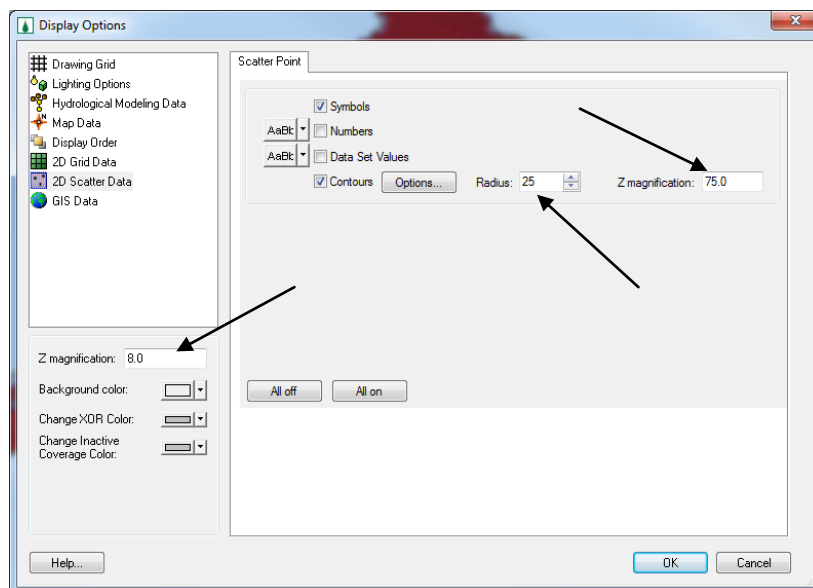 Display Options
Drawing Grid
Lighting Options
Hydrological Modeling Data
Map Data
Display Order
2D Grid Data
2D Scatter Data
GIS Data
Z magnification: 8.0
Background color:
Change XOR Color:
Change Inactive
Coverage Color:
Scatter Point
Symbols
AaBb Numbers
AaBb Data Set Values
Contours Options... Radius: 25 Z magnification: 75.0
All off All on
Help... OK Cancel